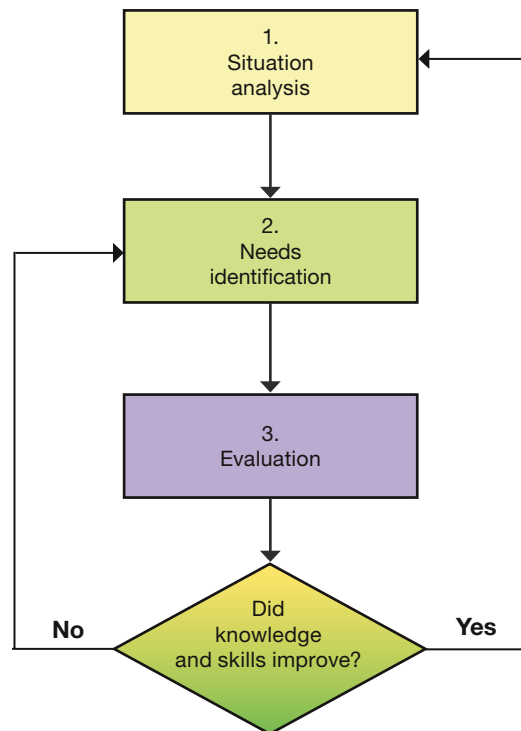 1.
Situation
analysis
2.
Needs
identification
3.
Evaluation
Did
knowledge
and skills improve?
No
Yes